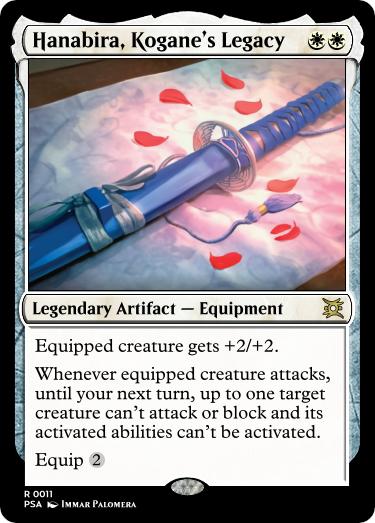 Hanabira, Kogane's Legacy
Legendary Artifact — Equipment
Equipped creature gets +2/+2.
Whenever equipped creature attacks,
until your next turn, up to one target
creature can't attack or block and its
activated abilities can't be activated.
Equip 2
R 0011
PSA Immar Palomera